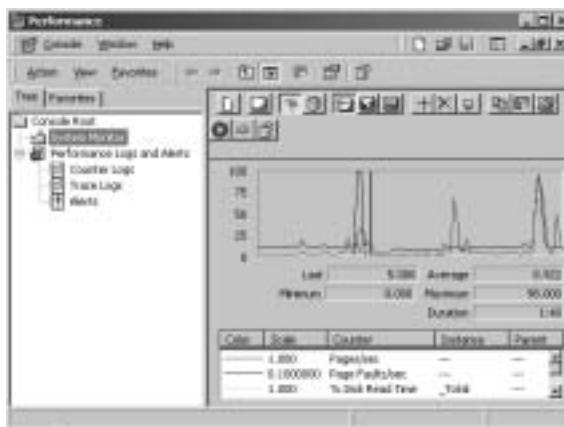 Performance
Console Window Help
Action View Favorites
Tree Favorites
Console Root
System Monitor
Performance Logs and Alerts
Counter Logs
Trace Logs
Alerts
100
75
50
25
0
Last 5.000 Average
Minimum 0.000 Maximum 98.000
Duration 1:40
Color Scale Counter Instance Parent
1.000 Pages/sec ---
0.1000000 Page Faults/sec --- ---
1.000 % Disk Read Time _Total ---